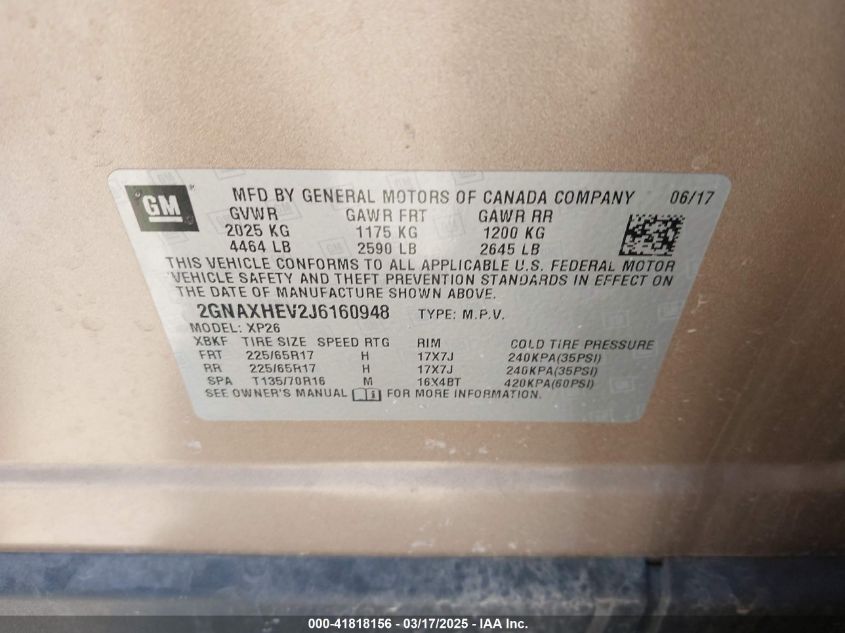 GM
MFD BY GENERAL MOTORS OF CANADA COMPANY 06/17
GVWR GAWR FRT GAWR RR
2025 KG 1175 KG 1200 KG
4464 LB 2590 LB 2645 LB
THIS VEHICLE CONFORMS TO ALL APPLICABLE U.S. FEDERAL MOTOR
VEHICLE SAFETY AND THEFT PREVENTION STANDARDS IN EFFECT ON
THE DATE OF MANUFACTURE SHOWN ABOVE.
2GNAXHEV2J6160948 TYPE: M.P.V.
MODEL: XP26
XBKF TIRE SIZE SPEED RTG RIM COLD TIRE PRESSURE
FRT 225/65R17 H 17X7J 240KPA(35PSI)
RR 225/65R17 H 17X7J 240KPA(35PSI)
SPA T135/70R16 M 16X4BT 420KPA(60PSI)
SEE OWNER'S MANUAL FOR MORE INFORMATION.
000-41818156 - 03/17/2025 - IAA Inc.